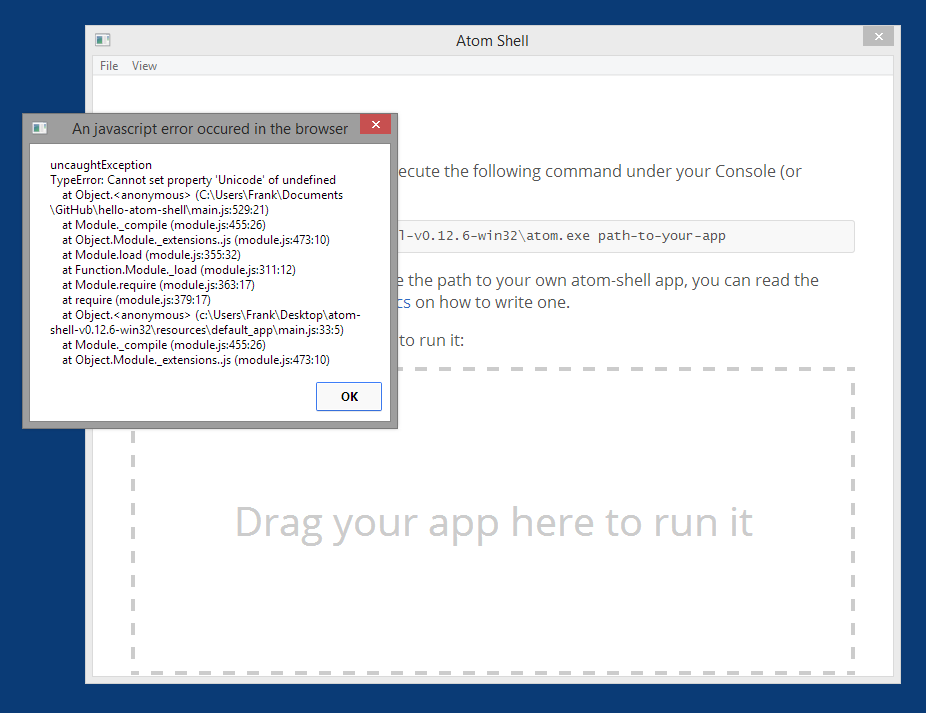 Atom Shell
File View
An javascript error occured in the browser
uncaughtException
TypeError: Cannot set property 'Unicode' of undefined
at Object.<anonymous> (C:\Users\Frank\Documents
\GitHub\hello-atom-shell\main.js:529:21)
at Module._compile (module.js:455:26)
at Object.Module._extensions..js (module.js:473:10)
at Module.load (module.js:355:32)
at Function.Module._load (module.js:311:12)
at Module.require (module.js:363:17)
at require (module.js:379:17)
at Object.<anonymous> (c:\Users\Frank\Desktop\atom-
shell-v0.12.6-win32\resources\default_app\main.js:33:5)
at Module._compile (module.js:455:26)
at Object.Module._extensions..js (module.js:473:10)
OK
ecute the following command under your Console (or
l-v0.12.6-win32\atom.exe path-to-your-app
e the path to your own atom-shell app, you can read the
cs on how to write one.
to run it:
Drag your app here to run it